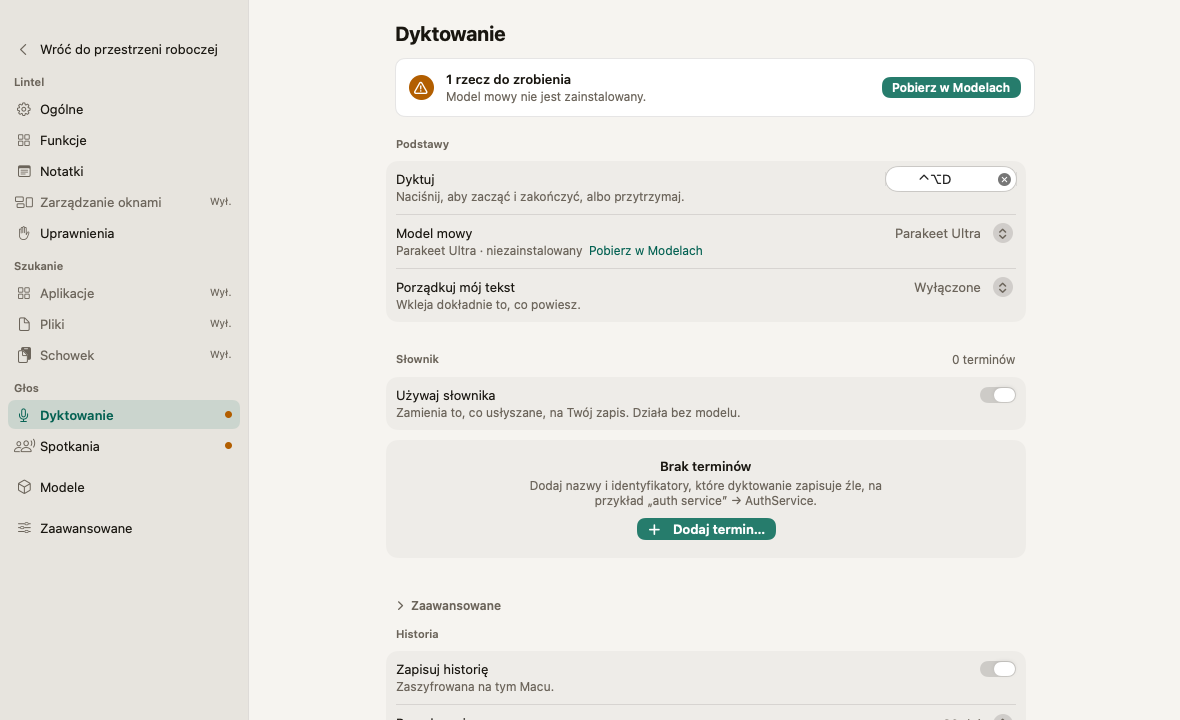 Wróć do przestrzeni roboczej
Lintel
Ogólne
Funkcje
Notatki
Zarządzanie oknami Wył.
Uprawnienia
Szukanie
Aplikacje Wył.
Pliki Wył.
Schowek Wył.
Głos
Dyktowanie
Spotkania
Modele
Zaawansowane
Dyktowanie
1 rzecz do zrobienia
Model mowy nie jest zainstalowany.
Pobierz w Modelach
Podstawy
Dyktuj
Naciśnij, aby zacząć i zakończyć, albo przytrzymaj.
^⌥D
Model mowy
Parakeet Ultra · niezainstalowany Pobierz w Modelach
Parakeet Ultra
Porządkuj mój tekst
Wkleja dokładnie to, co powiesz.
Wyłączone
Słownik
0 terminów
Używaj słownika
Zamienia to, co usłyszane, na Twój zapis. Działa bez modelu.
Brak terminów
Dodaj nazwy i identyfikatory, które dyktowanie zapisuje źle, na
przykład „auth service” → AuthService.
Dodaj termin...
Zaawansowane
Historia
Zapisuj historię
Zaszyfrowana na tym Macu.